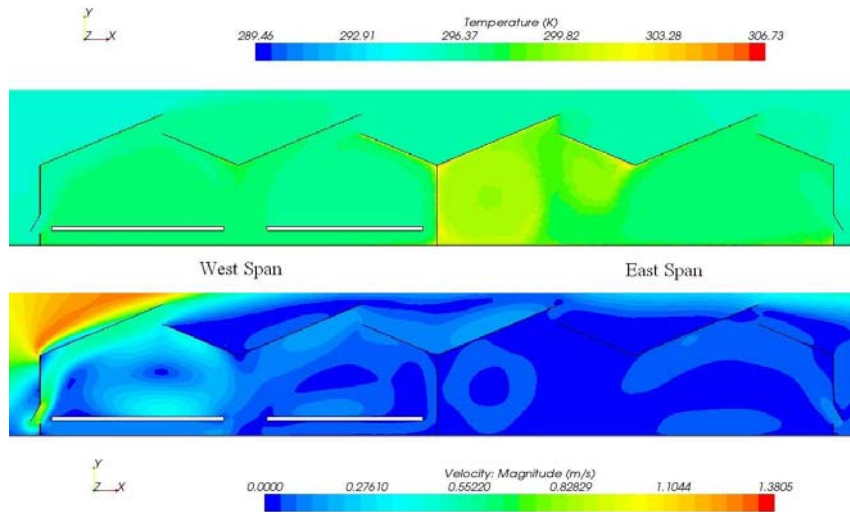 Y
Z X
Temperature (K)
289.46 292.91 296.37 299.82 303.28 306.73
West Span East Span
Y
Z X
Velocity: Magnitude (m/s)
0.0000 0.27610 0.55220 0.82829 1.1044 1.3805